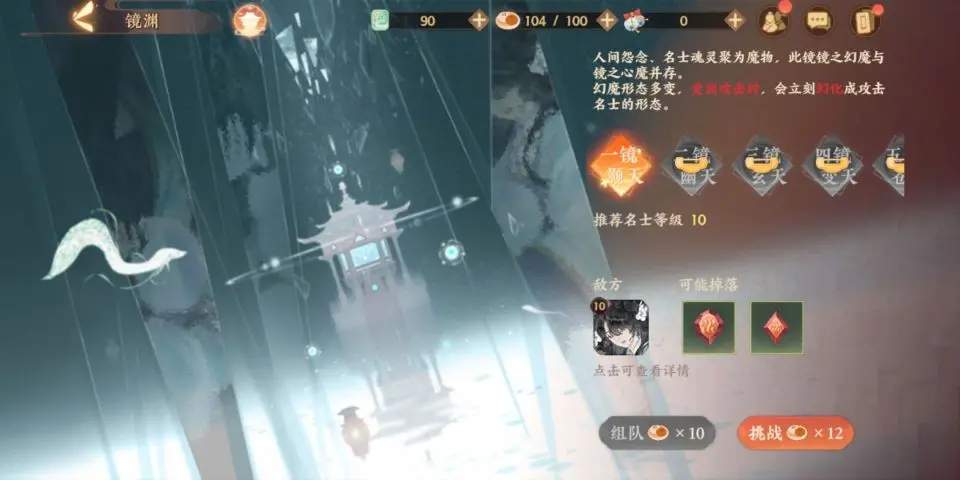 镜渊
90
104 / 100
0
人间怨念、名士魂灵聚为魔物，此镜镜之幻魔与
镜之心魔并存。
幻魔形态多变，受到攻击时，会立刻幻化成攻击
名士的形态。
一镜
颢天
二镜
幽天
三镜
玄天
四镜
变天
推荐名士等级 10
敌方
可能掉落
10
点击可查看详情
组队 ×10
挑战 ×12